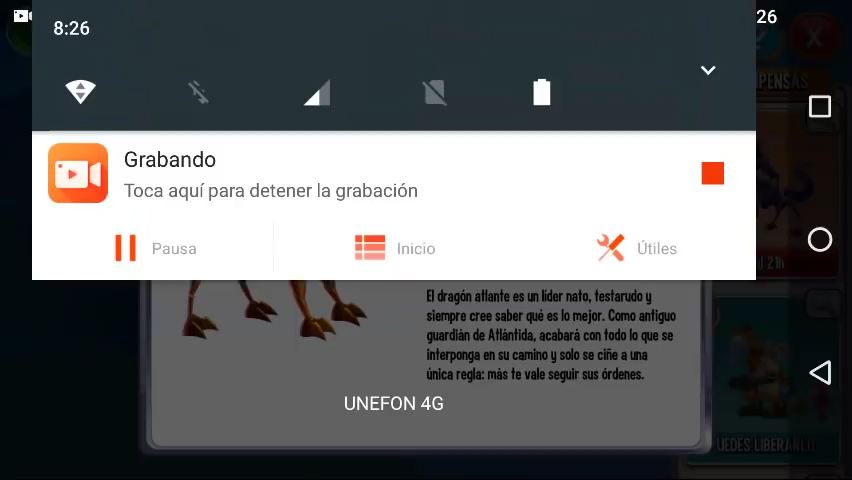 8:26
26
PENSAS
Grabando
Toca aquí para detener la grabación
Pausa
Inicio
Útiles
21h
El dragón atlante es un líder nato, testarudo y
siempre cree saber qué es lo mejor. Como antiguo
guardián de Atlántida, acabará con todo lo que se
interponga en su camino y solo se ciñe a una
única regla: más te vale seguir sus órdenes.
UNEFON 4G
UEDES LIBERAR